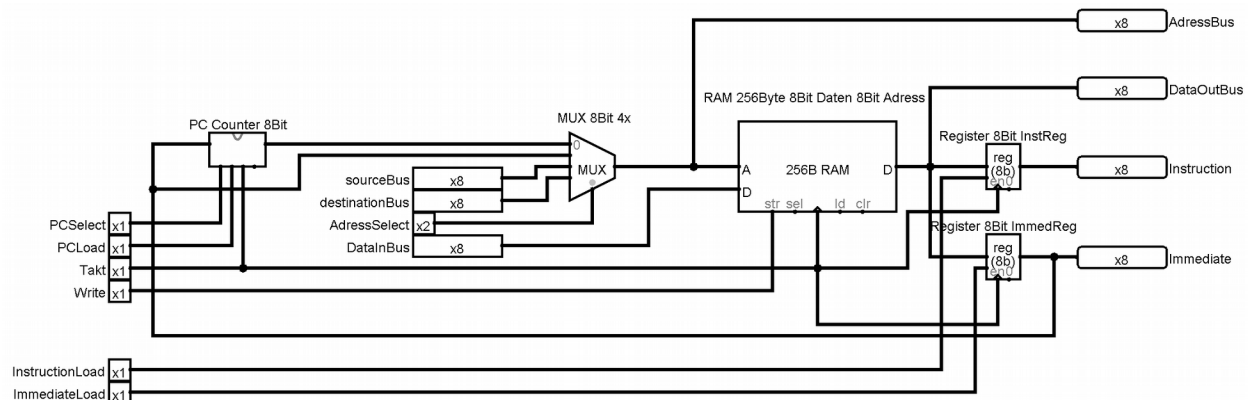 x8 AdressBus
x8 DataOutBus
RAM 256Byte 8Bit Daten 8Bit Adress
MUX 8Bit 4x
PC Counter 8Bit
Register 8Bit InstReg
0
MUX
A 256B RAM D
D
str sel ld clr
reg
(8b)
en 0
x8 Instruction
sourceBus x8
destinationBus x8
AdressSelect x2
DataInBus x8
PCSelect x1
PCLoad x1
Takt x1
Write x1
Register 8Bit ImmedReg
reg
(8b)
en 0
x8 Immediate
InstructionLoad x1
ImmediateLoad x1